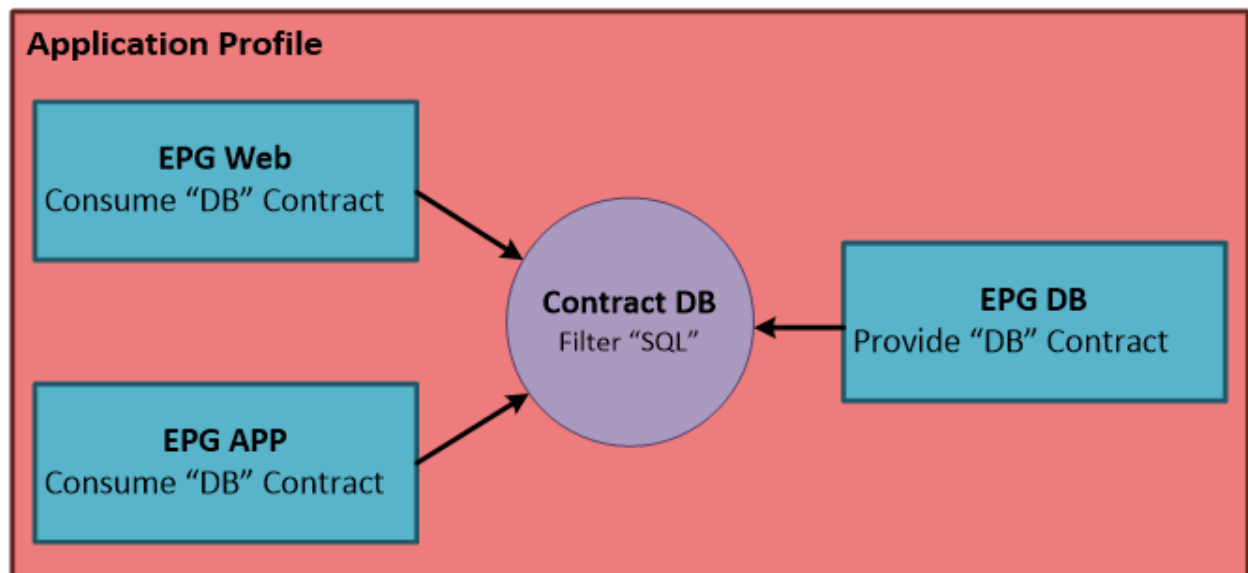 Application Profile
EPG Web
Consume “DB” Contract
Contract DB
Filter “SQL”
EPG DB
Provide “DB” Contract
EPG APP
Consume “DB” Contract